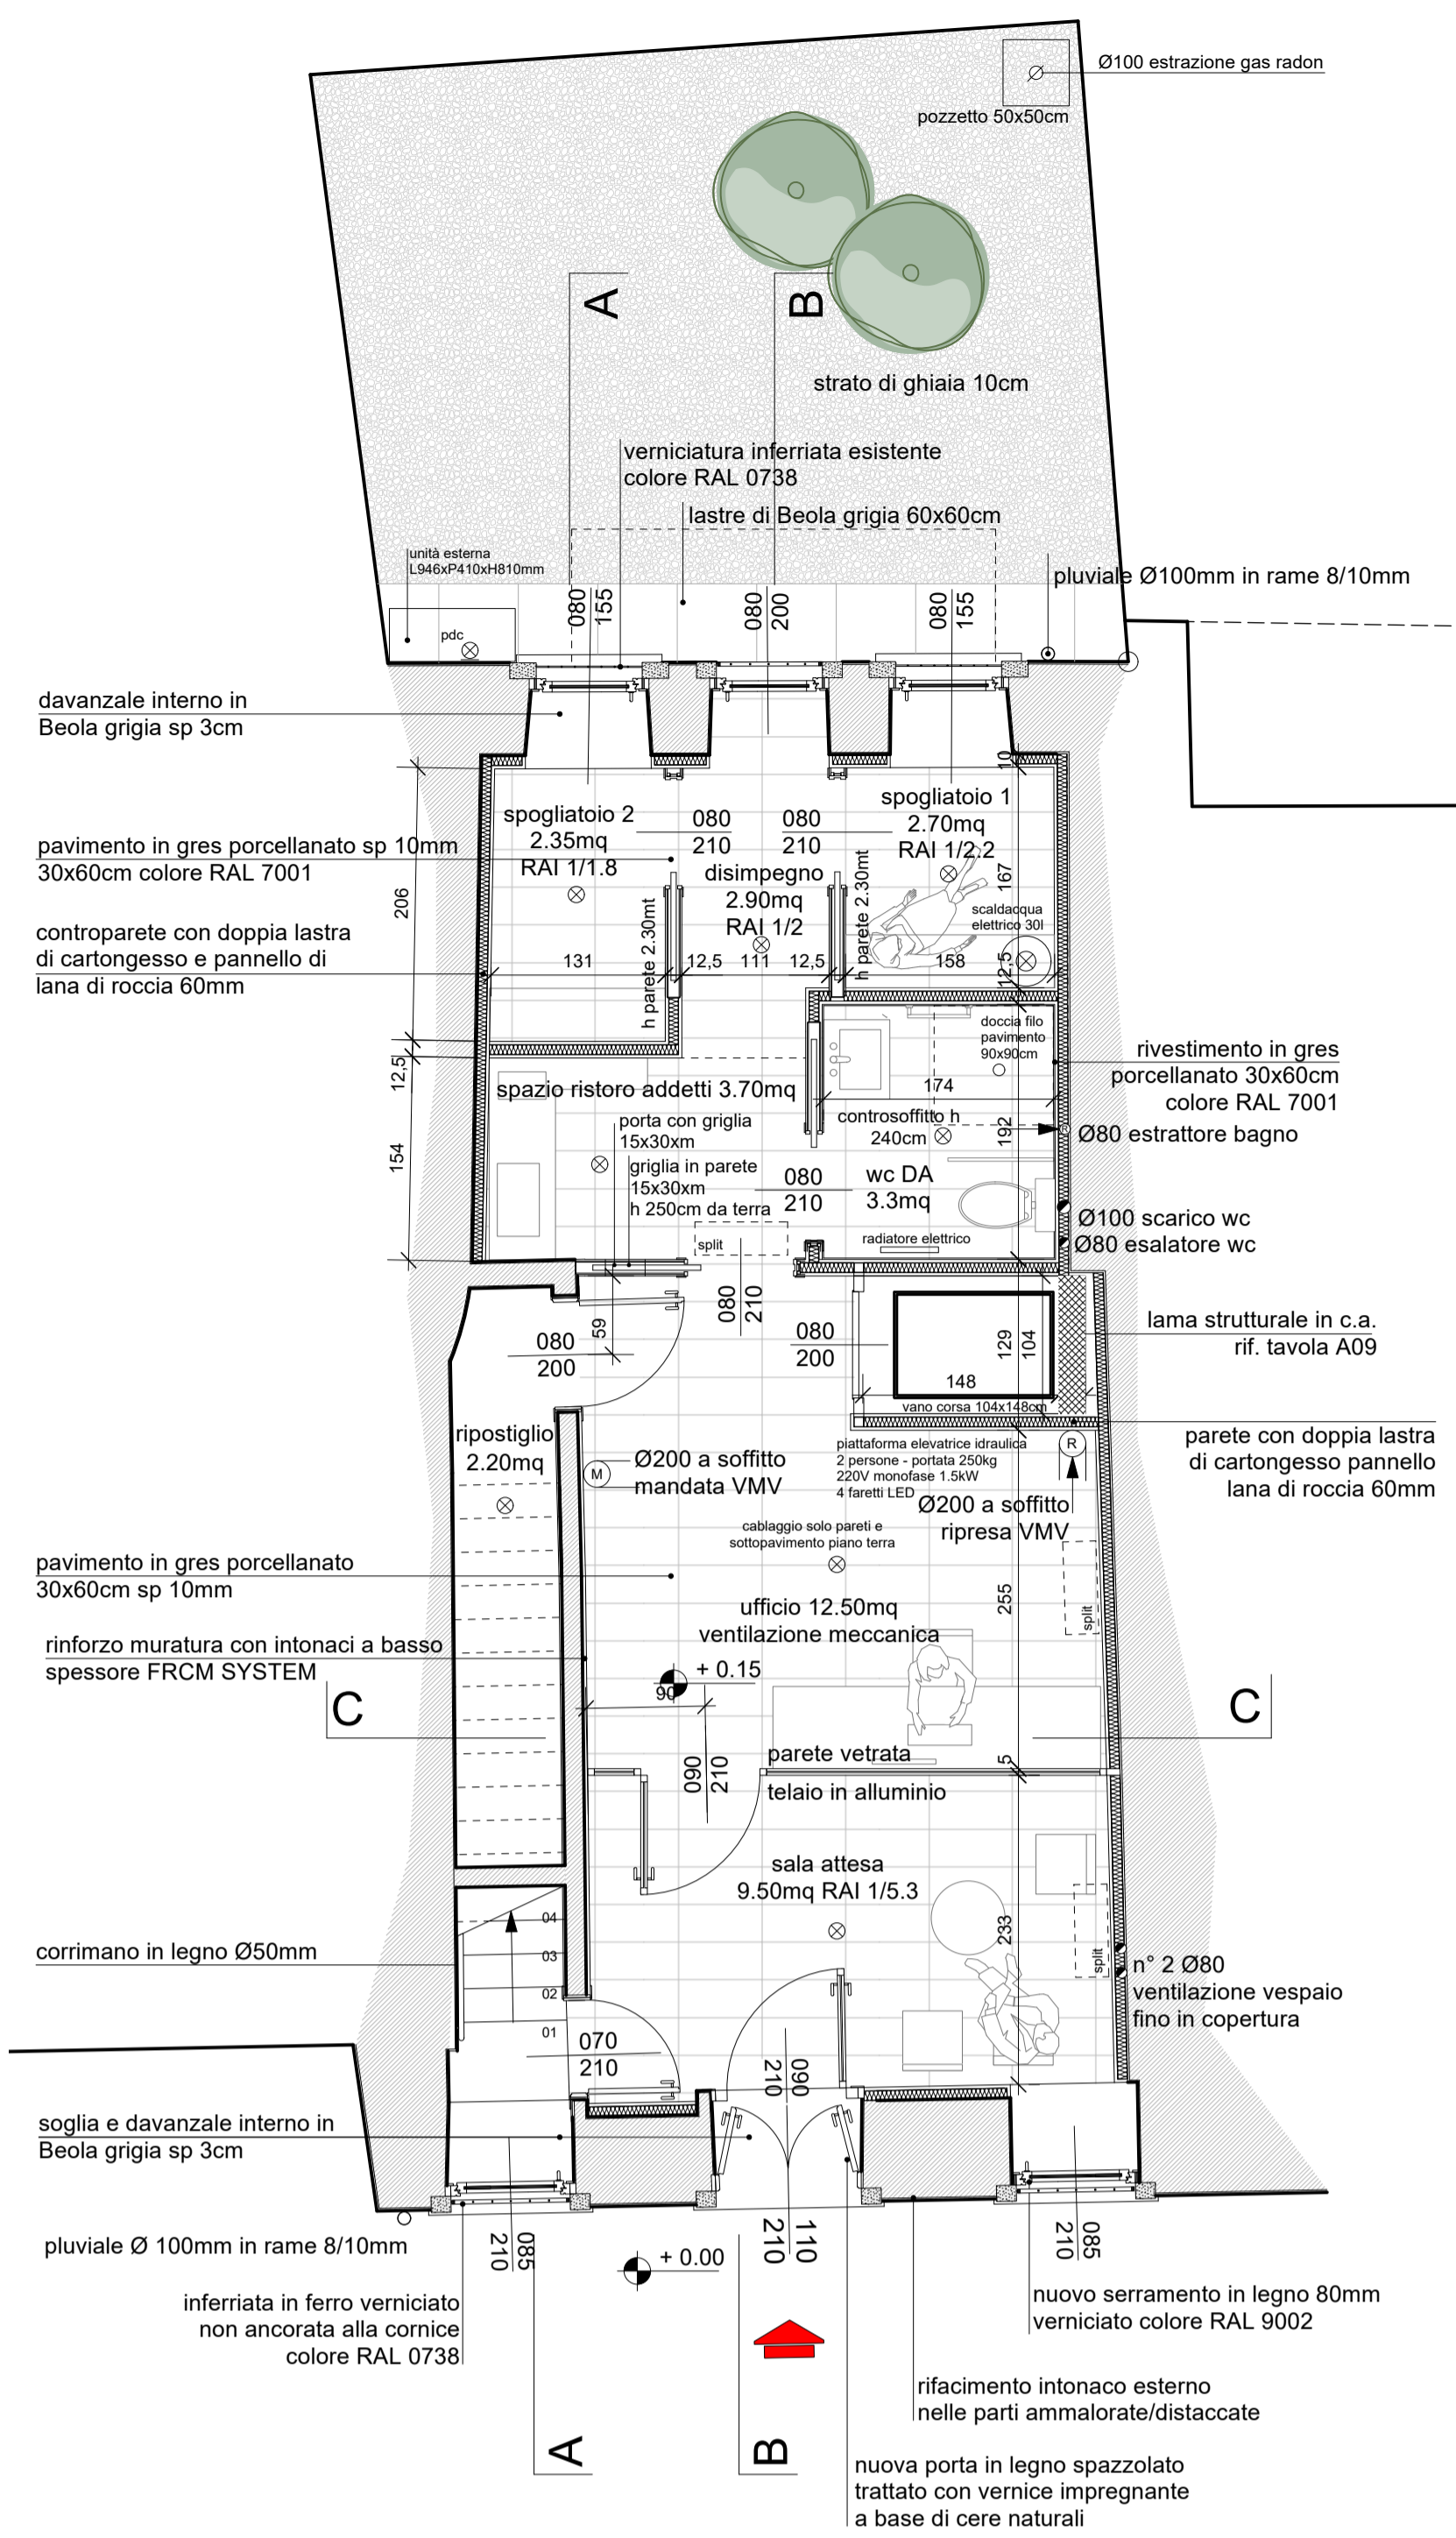 Ø100 estrazione gas radon
pozzetto 50x50cm
A
B
strato di ghiaia 10cm
verniciatura inferriata esistente
colore RAL 0738
lastre di Beola grigia 60x60cm
unità esterna
L946xP410xH810mm
pluviale Ø100mm in rame 8/10mm
080
155
080
200
080
155
pdc
davanzale interno in
Beola grigia sp 3cm
10
spogliatoio 2
2.35mq
RAI 1/1.8
080
210
080
210
spogliatoio 1
2.70mq
RAI 1/2.2
pavimento in gres porcellanato sp 10mm
30x60cm colore RAL 7001
disimpegno
2.90mq
RAI 1/2
167
206
h parete 2.30mt
h parete 2.30mt
scaldacqua
elettrico 30l
controparete con doppia lastra
di cartongesso e pannello di
lana di roccia 60mm
131
12,5
111
12,5
158
12,5
doccia filo
pavimento
90x90cm
rivestimento in gres
porcellanato 30x60cm
colore RAL 7001
12,5
spazio ristoro addetti 3.70mq
174
porta con griglia
15x30xm
controsoffitto h
240cm
192
R
Ø80 estrattore bagno
154
griglia in parete
15x30xm
h 250cm da terra
080
210
wc DA
3.3mq
Ø100 scarico wc
split
radiatore elettrico
Ø80 esalatore wc
080
210
59
080
200
080
200
129
104
148
lama strutturale in c.a.
rif. tavola A09
vano corsa 104x148cm
ripostiglio
2.20mq
M
Ø200 a soffitto
mandata VMV
piattaforma elevatrice idraulica
2 persone - portata 250kg
220V monofase 1.5kW
4 faretti LED
R
parete con doppia lastra
di cartongesso pannello
lana di roccia 60mm
Ø200 a soffitto
ripresa VMV
cablaggio solo pareti e
sottopavimento piano terra
pavimento in gres porcellanato
30x60cm sp 10mm
255
split
ufficio 12.50mq
ventilazione meccanica
rinforzo muratura con intonaci a basso
spessore FRCM SYSTEM
+ 0.15
90
C
C
090
210
parete vetrata
5
telaio in alluminio
sala attesa
9.50mq RAI 1/5.3
04
03
02
01
233
split
corrimano in legno Ø50mm
n° 2 Ø80
ventilazione vespaio
fino in copertura
070
210
090
210
soglia e davanzale interno in
Beola grigia sp 3cm
pluviale Ø 100mm in rame 8/10mm
085
210
110
210
085
210
+ 0.00
inferriata in ferro verniciato
non ancorata alla cornice
colore RAL 0738
nuovo serramento in legno 80mm
verniciato colore RAL 9002
rifacimento intonaco esterno
nelle parti ammalorate/distaccate
A
B
nuova porta in legno spazzolato
trattato con vernice impregnante
a base di cere naturali